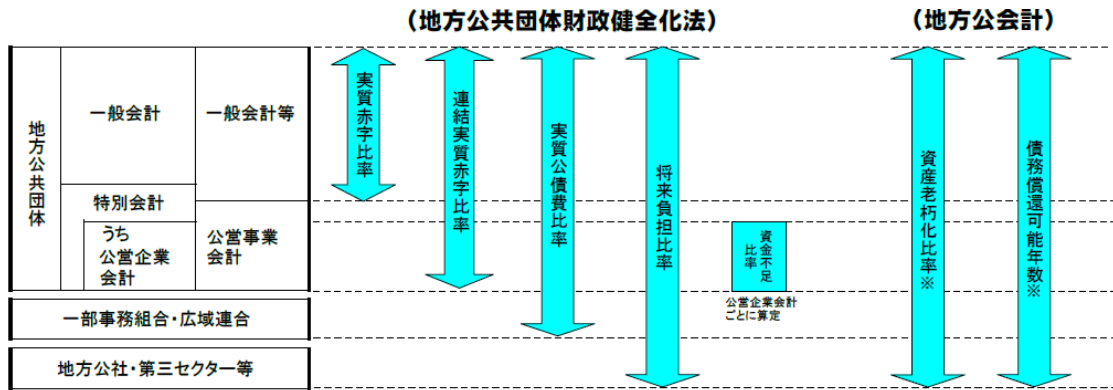 (地方公共団体財政健全化法)
(地方公会計)
地方公共団体
一般会計
一般会計等
特別会計
うち
公営企業
会計
公営事業
会計
一部事務組合・広域連合
地方公社・第三セクター等
実質赤字比率
連結実質赤字比率
実質公債費比率
将来負担比率
資金不足
比率
公営企業会計
ごとに算定
資産老朽化比率※
債務償還可能年数※